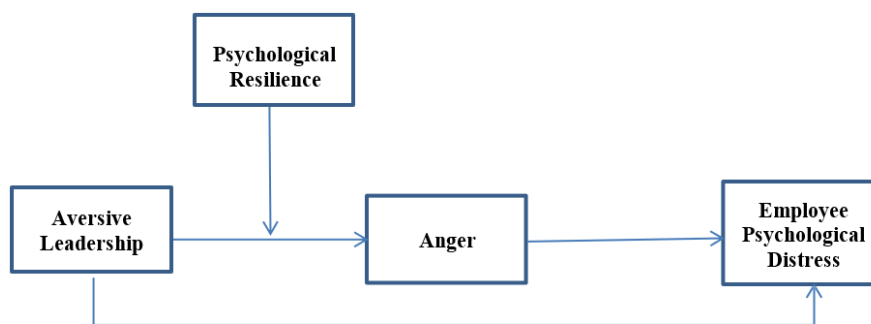 Psychological
Resilience
Aversive
Leadership
Anger
Employee
Psychological
Distress